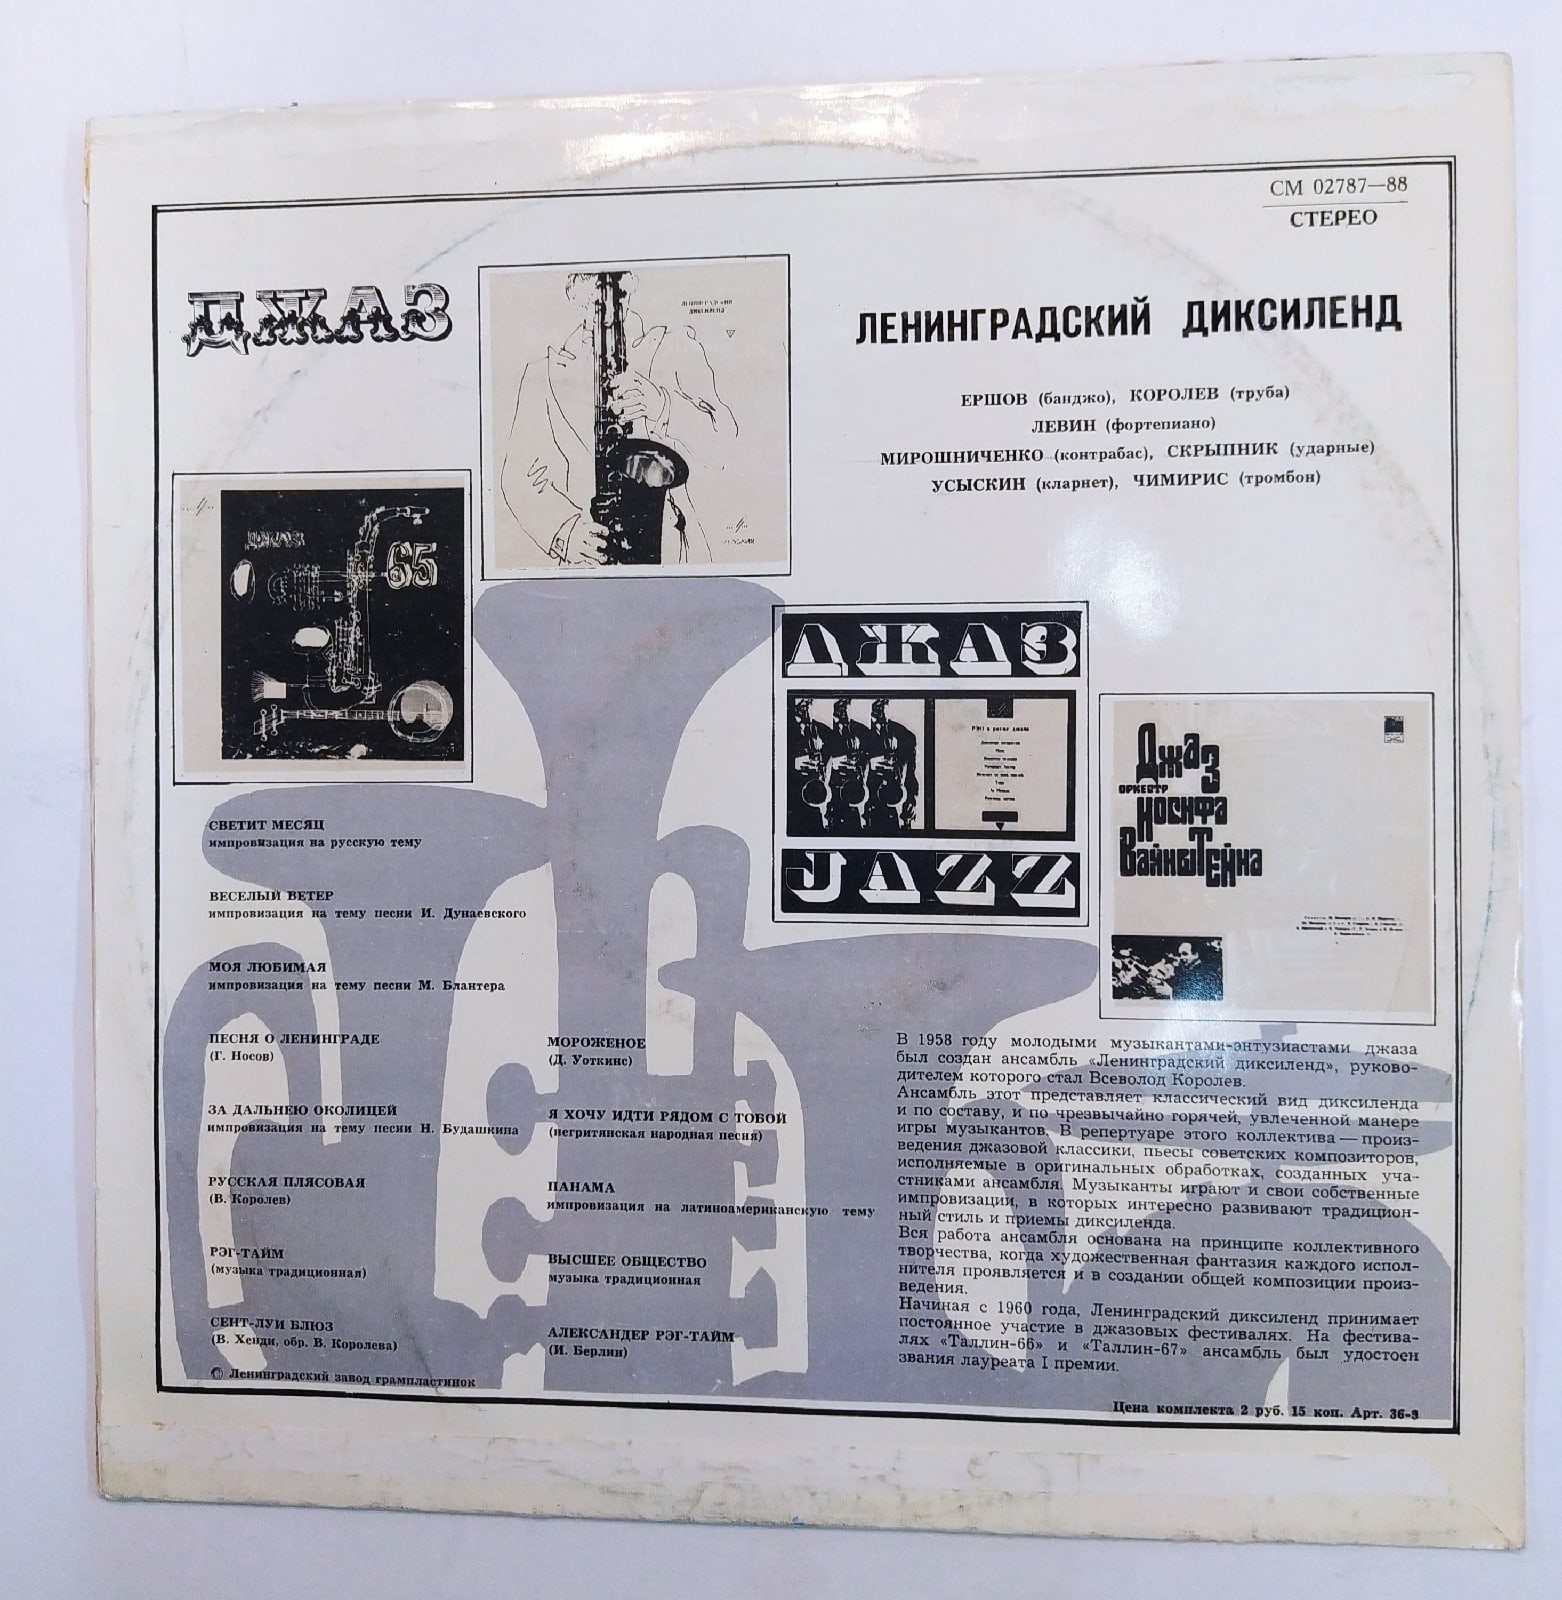 СМ 02787—88
СТЕРЕО
ДЖАЗ
ЛЕНИНГРАДСКИЙ
ДИКСИЛЕНД
ЛЕНИНГРАДСКИЙ ДИКСИЛЕНД
ЕРШОВ (банджо), КОРОЛЕВ (труба)
ЛЕВИН (фортепиано)
МИРОШНИЧЕНКО (контрабас), СКРЫПНИК (ударные)
УСЫСКИН (кларнет), ЧИМИРИС (тромбон)
ДЖАЗ
65
ДЖАЗ
JAZZ
Джаз
ОРКЕСТР
Иосифа
Вайнштейна
СВЕТИТ МЕСЯЦ
импровизация на русскую тему
ВЕСЕЛЫЙ ВЕТЕР
импровизация на тему песни И. Дунаевского
МОЯ ЛЮБИМАЯ
импровизация на тему песни М. Блантера
ПЕСНЯ О ЛЕНИНГРАДЕ
(Г. Носов)
ЗА ДАЛЬНЕЮ ОКОЛИЦЕЙ
импровизация на тему песни Н. Будашкина
РУССКАЯ ПЛЯСОВАЯ
(В. Королев)
РЭГ-ТАЙМ
(музыка традиционная)
СЕНТ-ЛУИ БЛЮЗ
(В. Хенди, обр. В. Королева)
© Ленинградский завод грампластинок
МОРОЖЕНОЕ
(Д. Уоткинс)
Я ХОЧУ ИДТИ РЯДОМ С ТОБОЙ
(негритянская народная песня)
ПАНАМА
импровизация на латиноамериканскую тему
ВЫСШЕЕ ОБЩЕСТВО
музыка традиционная
АЛЕКСАНДЕР РЭГ-ТАЙМ
(И. Берлин)
В 1958 году молодыми музыкантами-энтузиастами джаза
был создан ансамбль «Ленинградский диксиленд», руково-
дителем которого стал Всеволод Королев.
Ансамбль этот представляет классический вид диксиленда
и по составу, и по чрезвычайно горячей, увлеченной манере
игры музыкантов. В репертуаре этого коллектива — произ-
ведения джазовой классики, пьесы советских композиторов,
исполняемые в оригинальных обработках, созданных уча-
стниками ансамбля. Музыканты играют и свои собственные
импровизации, в которых интересно развивают традицион-
ный стиль и приемы диксиленда.
Вся работа ансамбля основана на принципе коллективного
творчества, когда художественная фантазия каждого испол-
нителя проявляется и в создании общей композиции произ-
ведения.
Начиная с 1960 года, Ленинградский диксиленд принимает
постоянное участие в джазовых фестивалях. На фестива-
лях «Таллин-66» и «Таллин-67» ансамбль был удостоен
звания лауреата I премии.
Цена комплекта 2 руб. 15 коп. Арт. 36-3